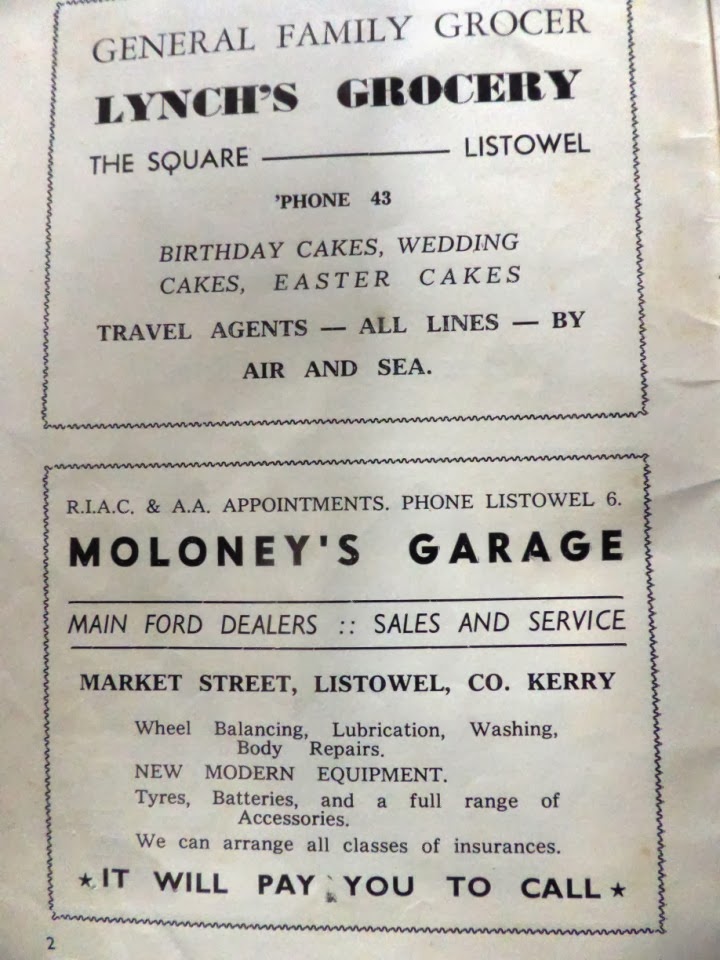 GENERAL FAMILY GROCER
LYNCH'S GROCERY
THE SQUARE — LISTOWEL
'PHONE 43
BIRTHDAY CAKES, WEDDING
CAKES, EASTER CAKES
TRAVEL AGENTS — ALL LINES — BY
AIR AND SEA.
R.I.A.C. & A.A. APPOINTMENTS. PHONE LISTOWEL 6.
MOLONEY'S GARAGE
MAIN FORD DEALERS :: SALES AND SERVICE
MARKET STREET, LISTOWEL, CO. KERRY
Wheel Balancing, Lubrication, Washing,
Body Repairs.
NEW MODERN EQUIPMENT.
Tyres, Batteries, and a full range of
Accessories.
We can arrange all classes of insurances.
★ IT WILL PAY YOU TO CALL ★
2